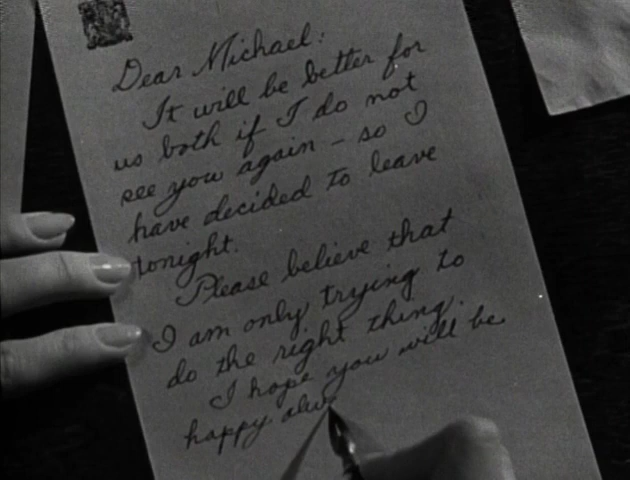 Dear Michael:
It will be better for
us both if I do not
see you again – so I
have decided to leave
tonight.
Please believe that
I am only trying to
do the right thing.
I hope you will be
happy alw